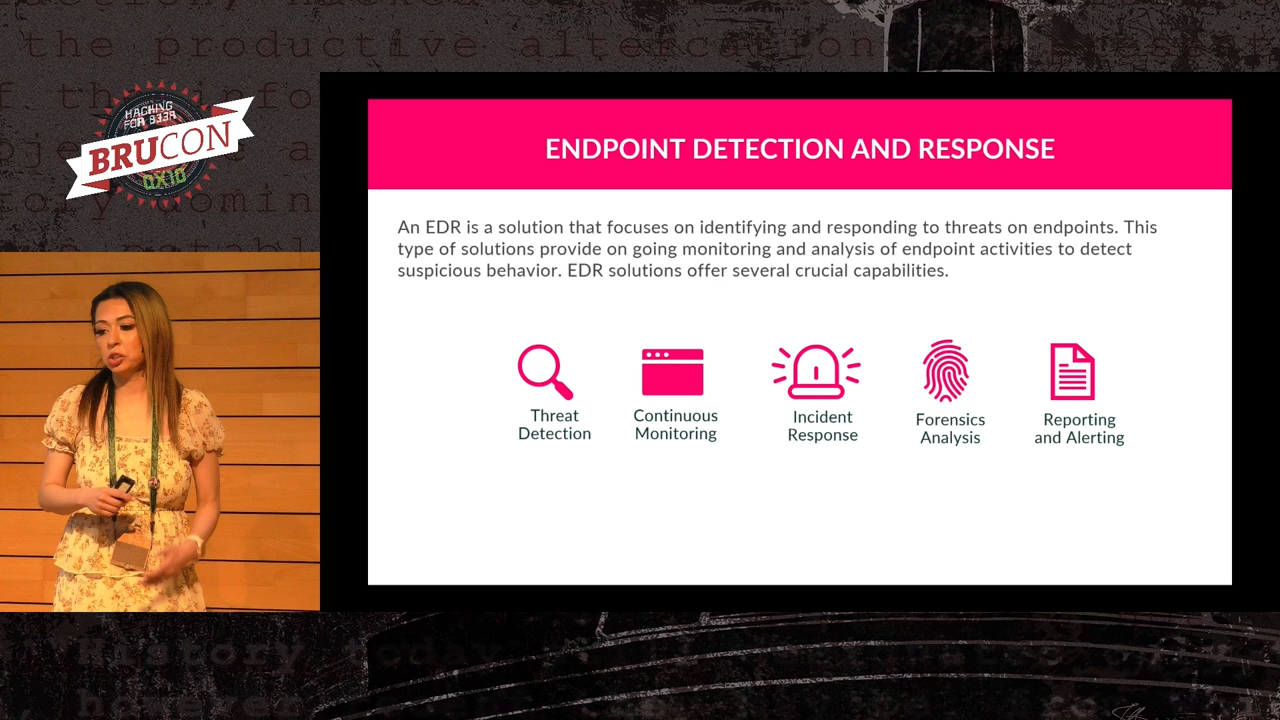 the productive altercation
HACKING
FOR B33R
BRUCON
0X10
ENDPOINT DETECTION AND RESPONSE
An EDR is a solution that focuses on identifying and responding to threats on endpoints. This
type of solutions provide on going monitoring and analysis of endpoint activities to detect
suspicious behavior. EDR solutions offer several crucial capabilities.
Threat
Detection
Continuous
Monitoring
Incident
Response
Forensics
Analysis
Reporting
and Alerting
History today
however